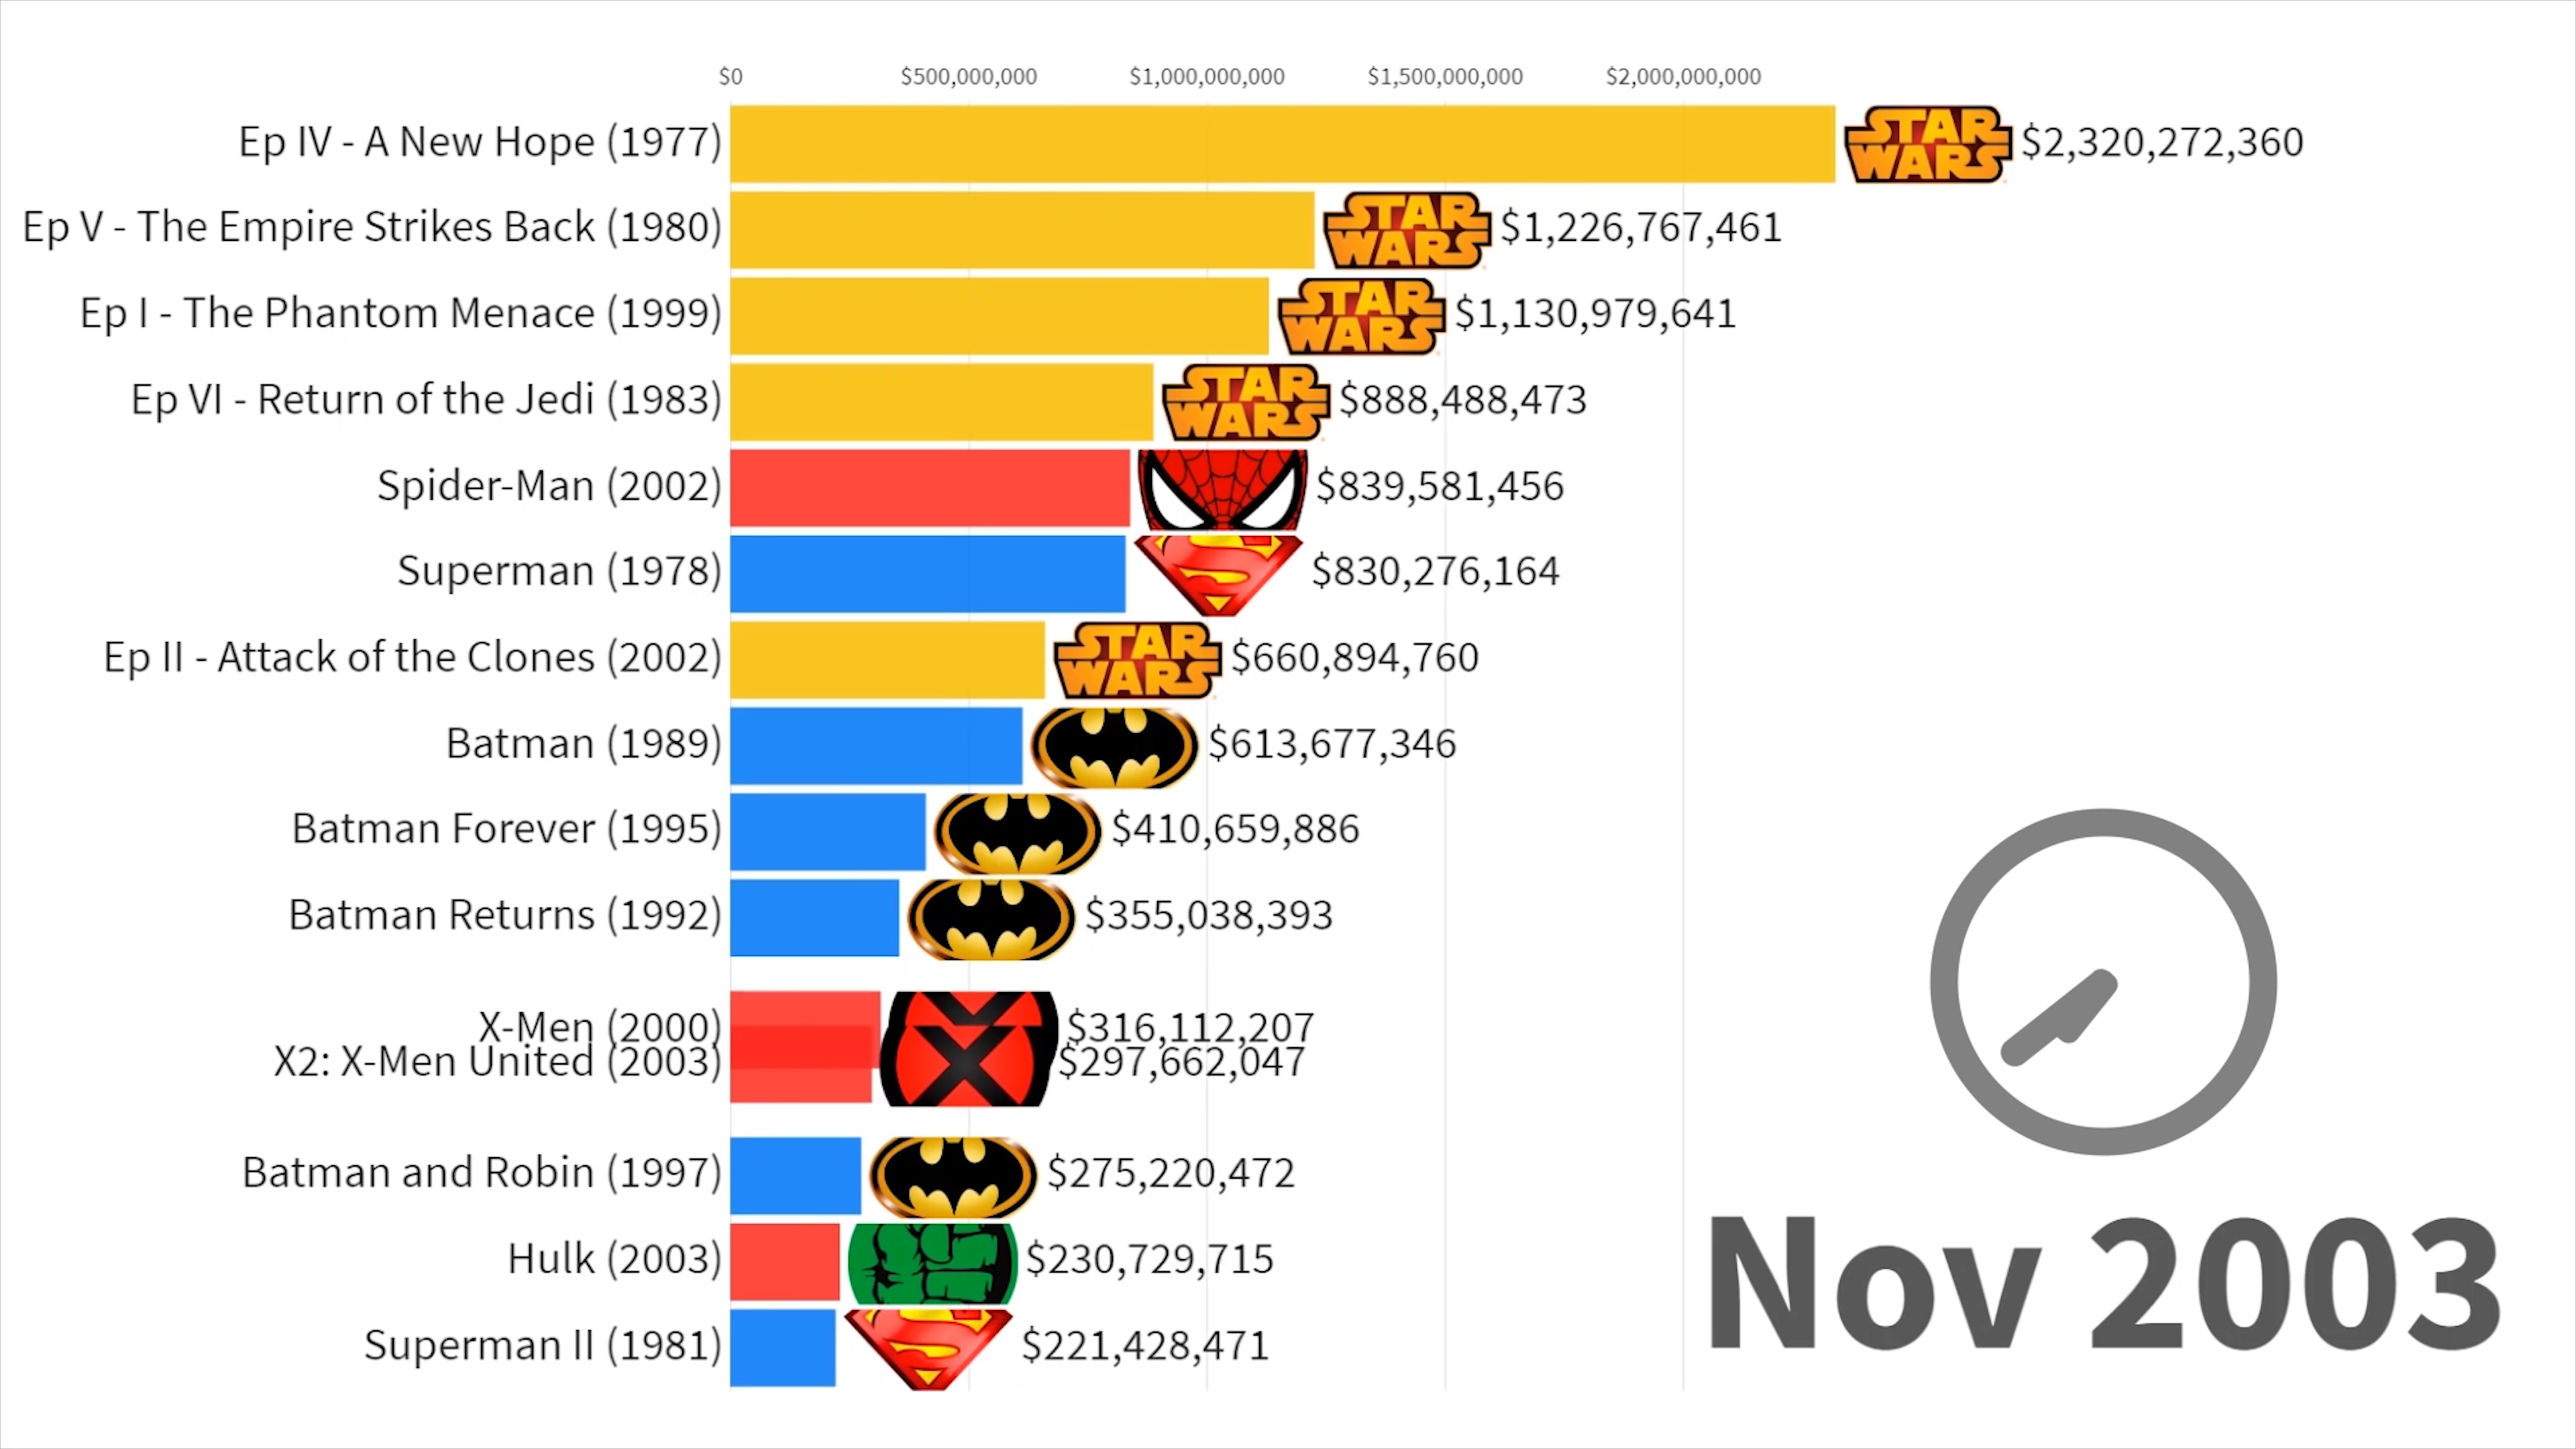 $0 $500,000,000 $1,000,000,000 $1,500,000,000 $2,000,000,000
Ep IV - A New Hope (1977) STAR WARS $2,320,272,360
Ep V - The Empire Strikes Back (1980) STAR WARS $1,226,767,461
Ep I - The Phantom Menace (1999) STAR WARS $1,130,979,641
Ep VI - Return of the Jedi (1983) STAR WARS $888,488,473
Spider-Man (2002) $839,581,456
Superman (1978) S $830,276,164
Ep II - Attack of the Clones (2002) STAR WARS $660,894,760
Batman (1989) $613,677,346
Batman Forever (1995) $410,659,886
Batman Returns (1992) $355,038,393
X-Men (2000) $316,112,207
X2: X-Men United (2003) X $297,662,047
Batman and Robin (1997) $275,220,472
Hulk (2003) $230,729,715
Superman II (1981) S $221,428,471
Nov 2003